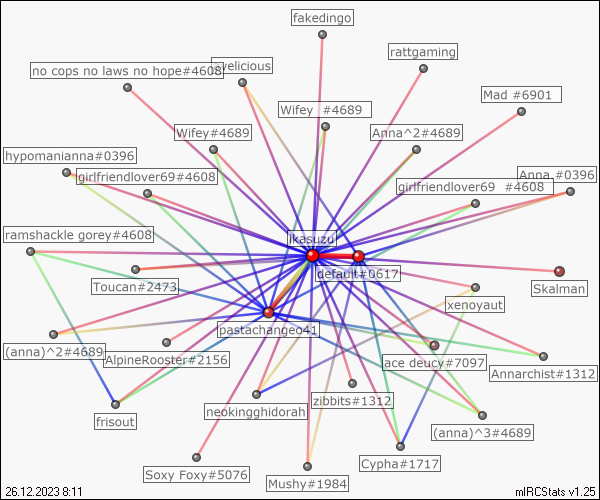 fakedingo
rattgaming
no cops no laws no hope#4608
velicious
Mad #6901
Wifey #4689
Wifey#4689
Anna^2#4689
hypomanianna#0396
girlfriendlover69#4608
Anna #0396
girlfriendlover69 #4608
ramshackle gorey#4608
ikasuzu
default#0617
Toucan#2473
Skalman
xenoyaut
pastachangeo41
(anna)^2#4689
AlpineRooster#2156
ace deucy#7097
Annarchist#1312
neokingghidorah
zibbits#1312
frisout
(anna)^3#4689
Cypha#1717
Soxy Foxy#5076
Mushy#1984
26.12.2023 8:11
mIRCStats v1.25